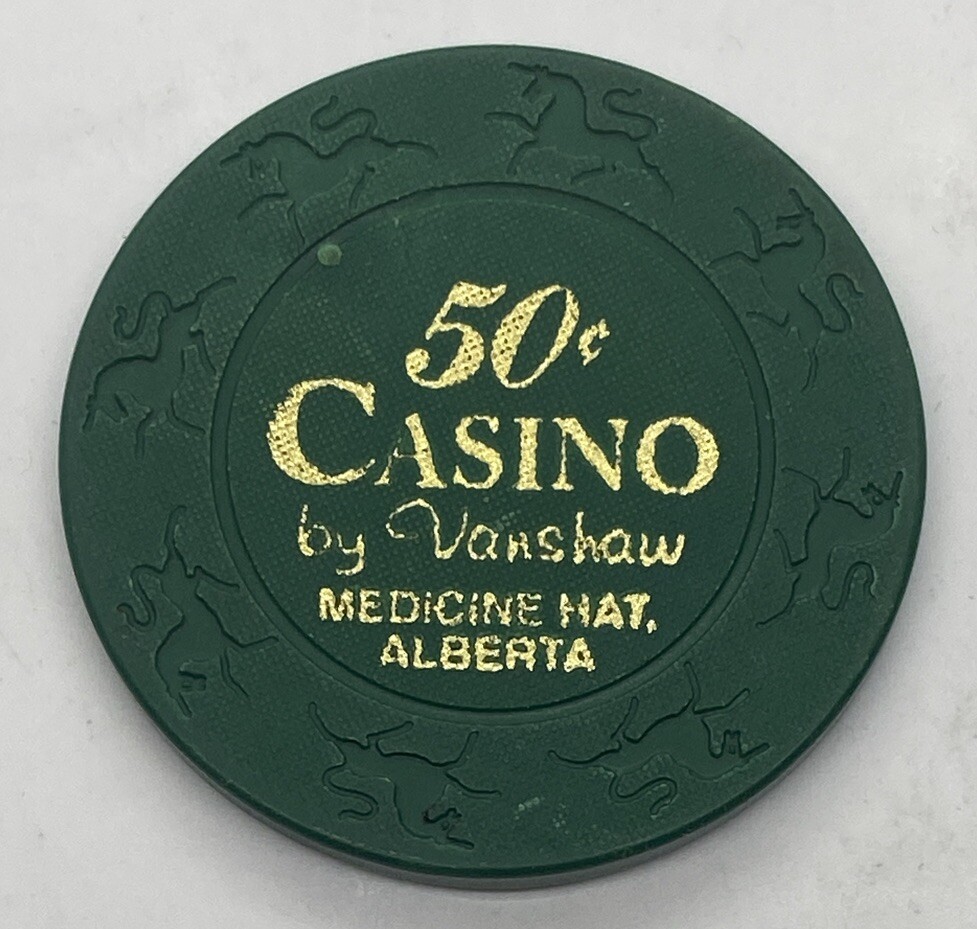 50¢
CASINO
by Vanshaw
MEDICINE HAT,
ALBERTA